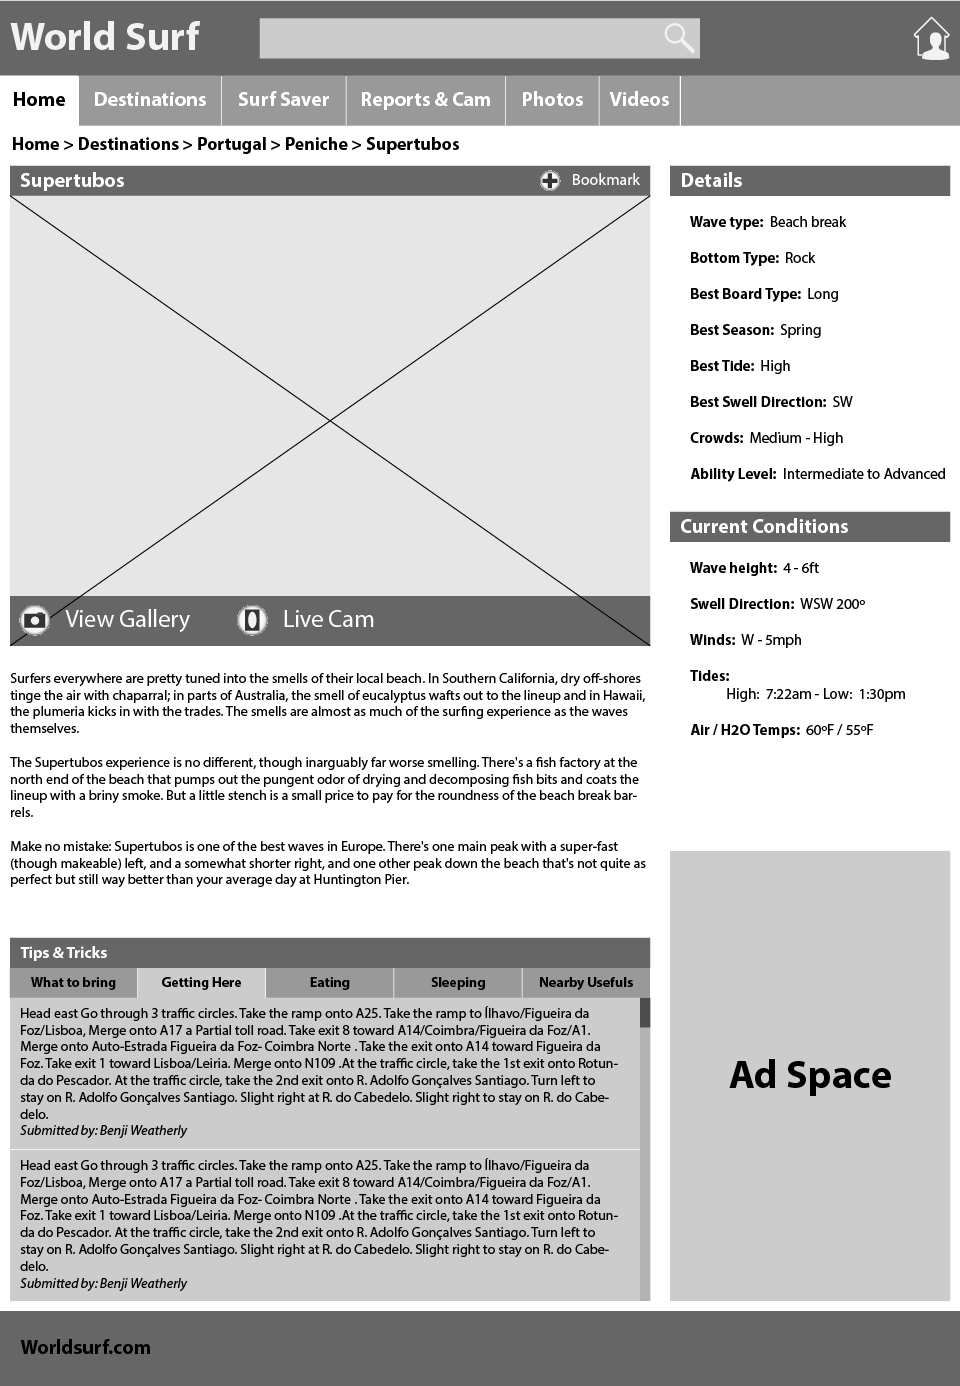 World Surf
Home
Destinations
Surf Saver
Reports & Cam
Photos
Videos
Home > Destinations > Portugal > Peniche > Supertubos
Supertubos
Bookmark
View Gallery
Live Cam
Surfers everywhere are pretty tuned into the smells of their local beach. In Southern California, dry off-shores
tinge the air with chaparral; in parts of Australia, the smell of eucalyptus wafts out to the lineup and in Hawaii,
the plumeria kicks in with the trades. The smells are almost as much of the surfing experience as the waves
themselves.
The Supertubos experience is no different, though inarguably far worse smelling. There's a fish factory at the
north end of the beach that pumps out the pungent odor of drying and decomposing fish bits and coats the
lineup with a briny smoke. But a little stench is a small price to pay for the roundness of the beach break bar-
rels.
Make no mistake: Supertubos is one of the best waves in Europe. There's one main peak with a super-fast
(though makeable) left, and a somewhat shorter right, and one other peak down the beach that's not quite as
perfect but still way better than your average day at Huntington Pier.
Tips & Tricks
What to bring
Getting Here
Eating
Sleeping
Nearby Usefuls
Head east Go through 3 traffic circles. Take the ramp onto A25. Take the ramp to Ílhavo/Figueira da
Foz/Lisboa, Merge onto A17 a Partial toll road. Take exit 8 toward A14/Coimbra/Figueira da Foz/A1.
Merge onto Auto-Estrada Figueira da Foz- Coimbra Norte . Take the exit onto A14 toward Figueira da
Foz. Take exit 1 toward Lisboa/Leiria. Merge onto N109 .At the traffic circle, take the 1st exit onto Rotun-
da do Pescador. At the traffic circle, take the 2nd exit onto R. Adolfo Gonçalves Santiago. Turn left to
stay on R. Adolfo Gonçalves Santiago. Slight right at R. do Cabedelo. Slight right to stay on R. do Cabe-
delo.
Submitted by: Benji Weatherly
Head east Go through 3 traffic circles. Take the ramp onto A25. Take the ramp to Ílhavo/Figueira da
Foz/Lisboa, Merge onto A17 a Partial toll road. Take exit 8 toward A14/Coimbra/Figueira da Foz/A1.
Merge onto Auto-Estrada Figueira da Foz- Coimbra Norte . Take the exit onto A14 toward Figueira da
Foz. Take exit 1 toward Lisboa/Leiria. Merge onto N109 .At the traffic circle, take the 1st exit onto Rotun-
da do Pescador. At the traffic circle, take the 2nd exit onto R. Adolfo Gonçalves Santiago. Turn left to
stay on R. Adolfo Gonçalves Santiago. Slight right at R. do Cabedelo. Slight right to stay on R. do Cabe-
delo.
Submitted by: Benji Weatherly
Details
Wave type: Beach break
Bottom Type: Rock
Best Board Type: Long
Best Season: Spring
Best Tide: High
Best Swell Direction: SW
Crowds: Medium - High
Ability Level: Intermediate to Advanced
Current Conditions
Wave height: 4 - 6ft
Swell Direction: WSW 200º
Winds: W - 5mph
Tides:
High: 7:22am - Low: 1:30pm
Air / H2O Temps: 60ºF / 55ºF
Ad Space
Worldsurf.com